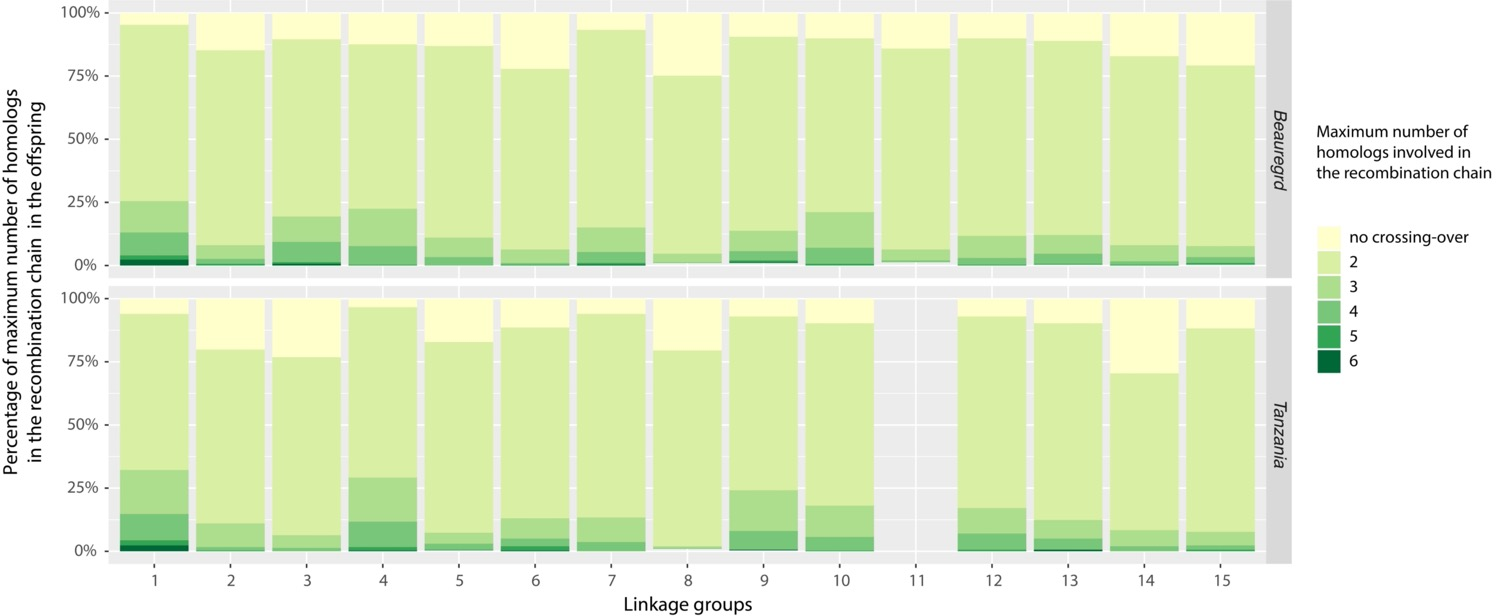 Percentage of maximum number of homologs
in the recombination chain in the offspring
100%
75%
50%
25%
0%
Beauregrd
100%
75%
50%
25%
0%
Tanzania
1 2 3 4 5 6 7 8 9 10 11 12 13 14 15
Linkage groups
Maximum number of
homologs involved in
the recombination chain
no crossing-over
2
3
4
5
6